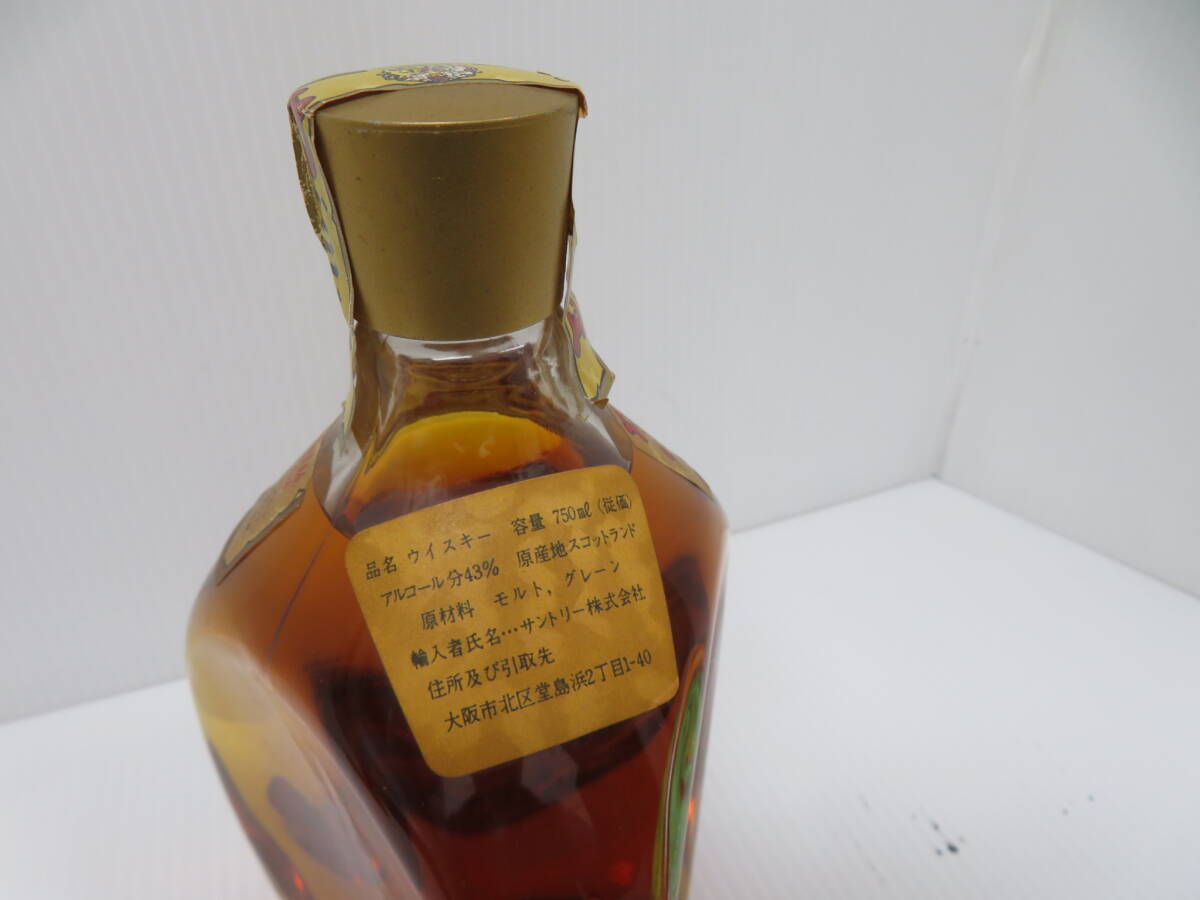 品名 ウイスキー 容量 750ml (従価)
アルコール分43% 原産地スコットランド
原材料 モルト, グレーン
輸入者氏名…サントリー株式会社
住所及び引取先
大阪市北区堂島浜2丁目1-40